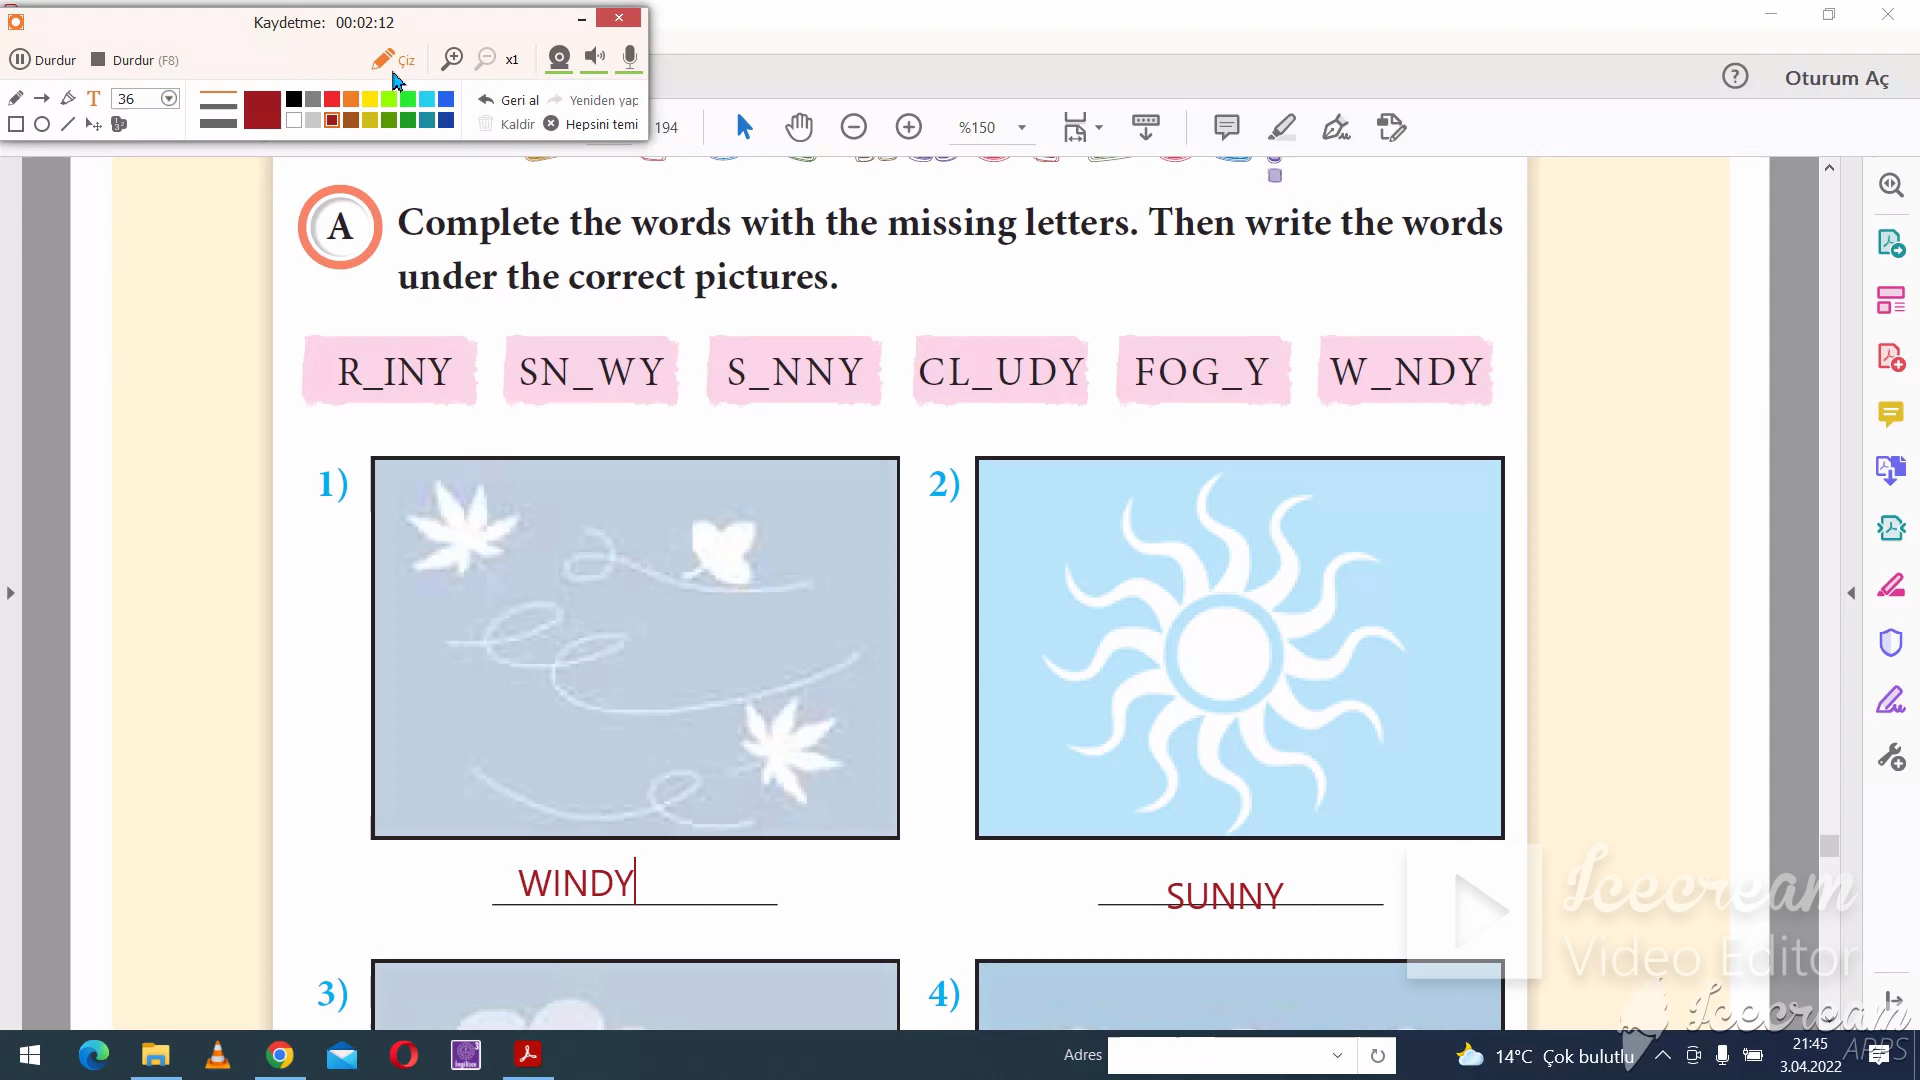 Kaydetme: 00:02:12
Durdur Durdur (F8) Çiz x1
36 Geri al Yeniden yap
Kaldır Hepsini temi
Oturum Aç
194 %150
A Complete the words with the missing letters. Then write the words
under the correct pictures.
R_INY SN_WY S_NNY CL_UDY FOG_Y W_NDY
1) 2)
WINDY SUNNY
3) 4)
Icecream
Video Editor
Icecream
APPS
Adres 14°C Çok bulutlu 21:45
3.04.2022